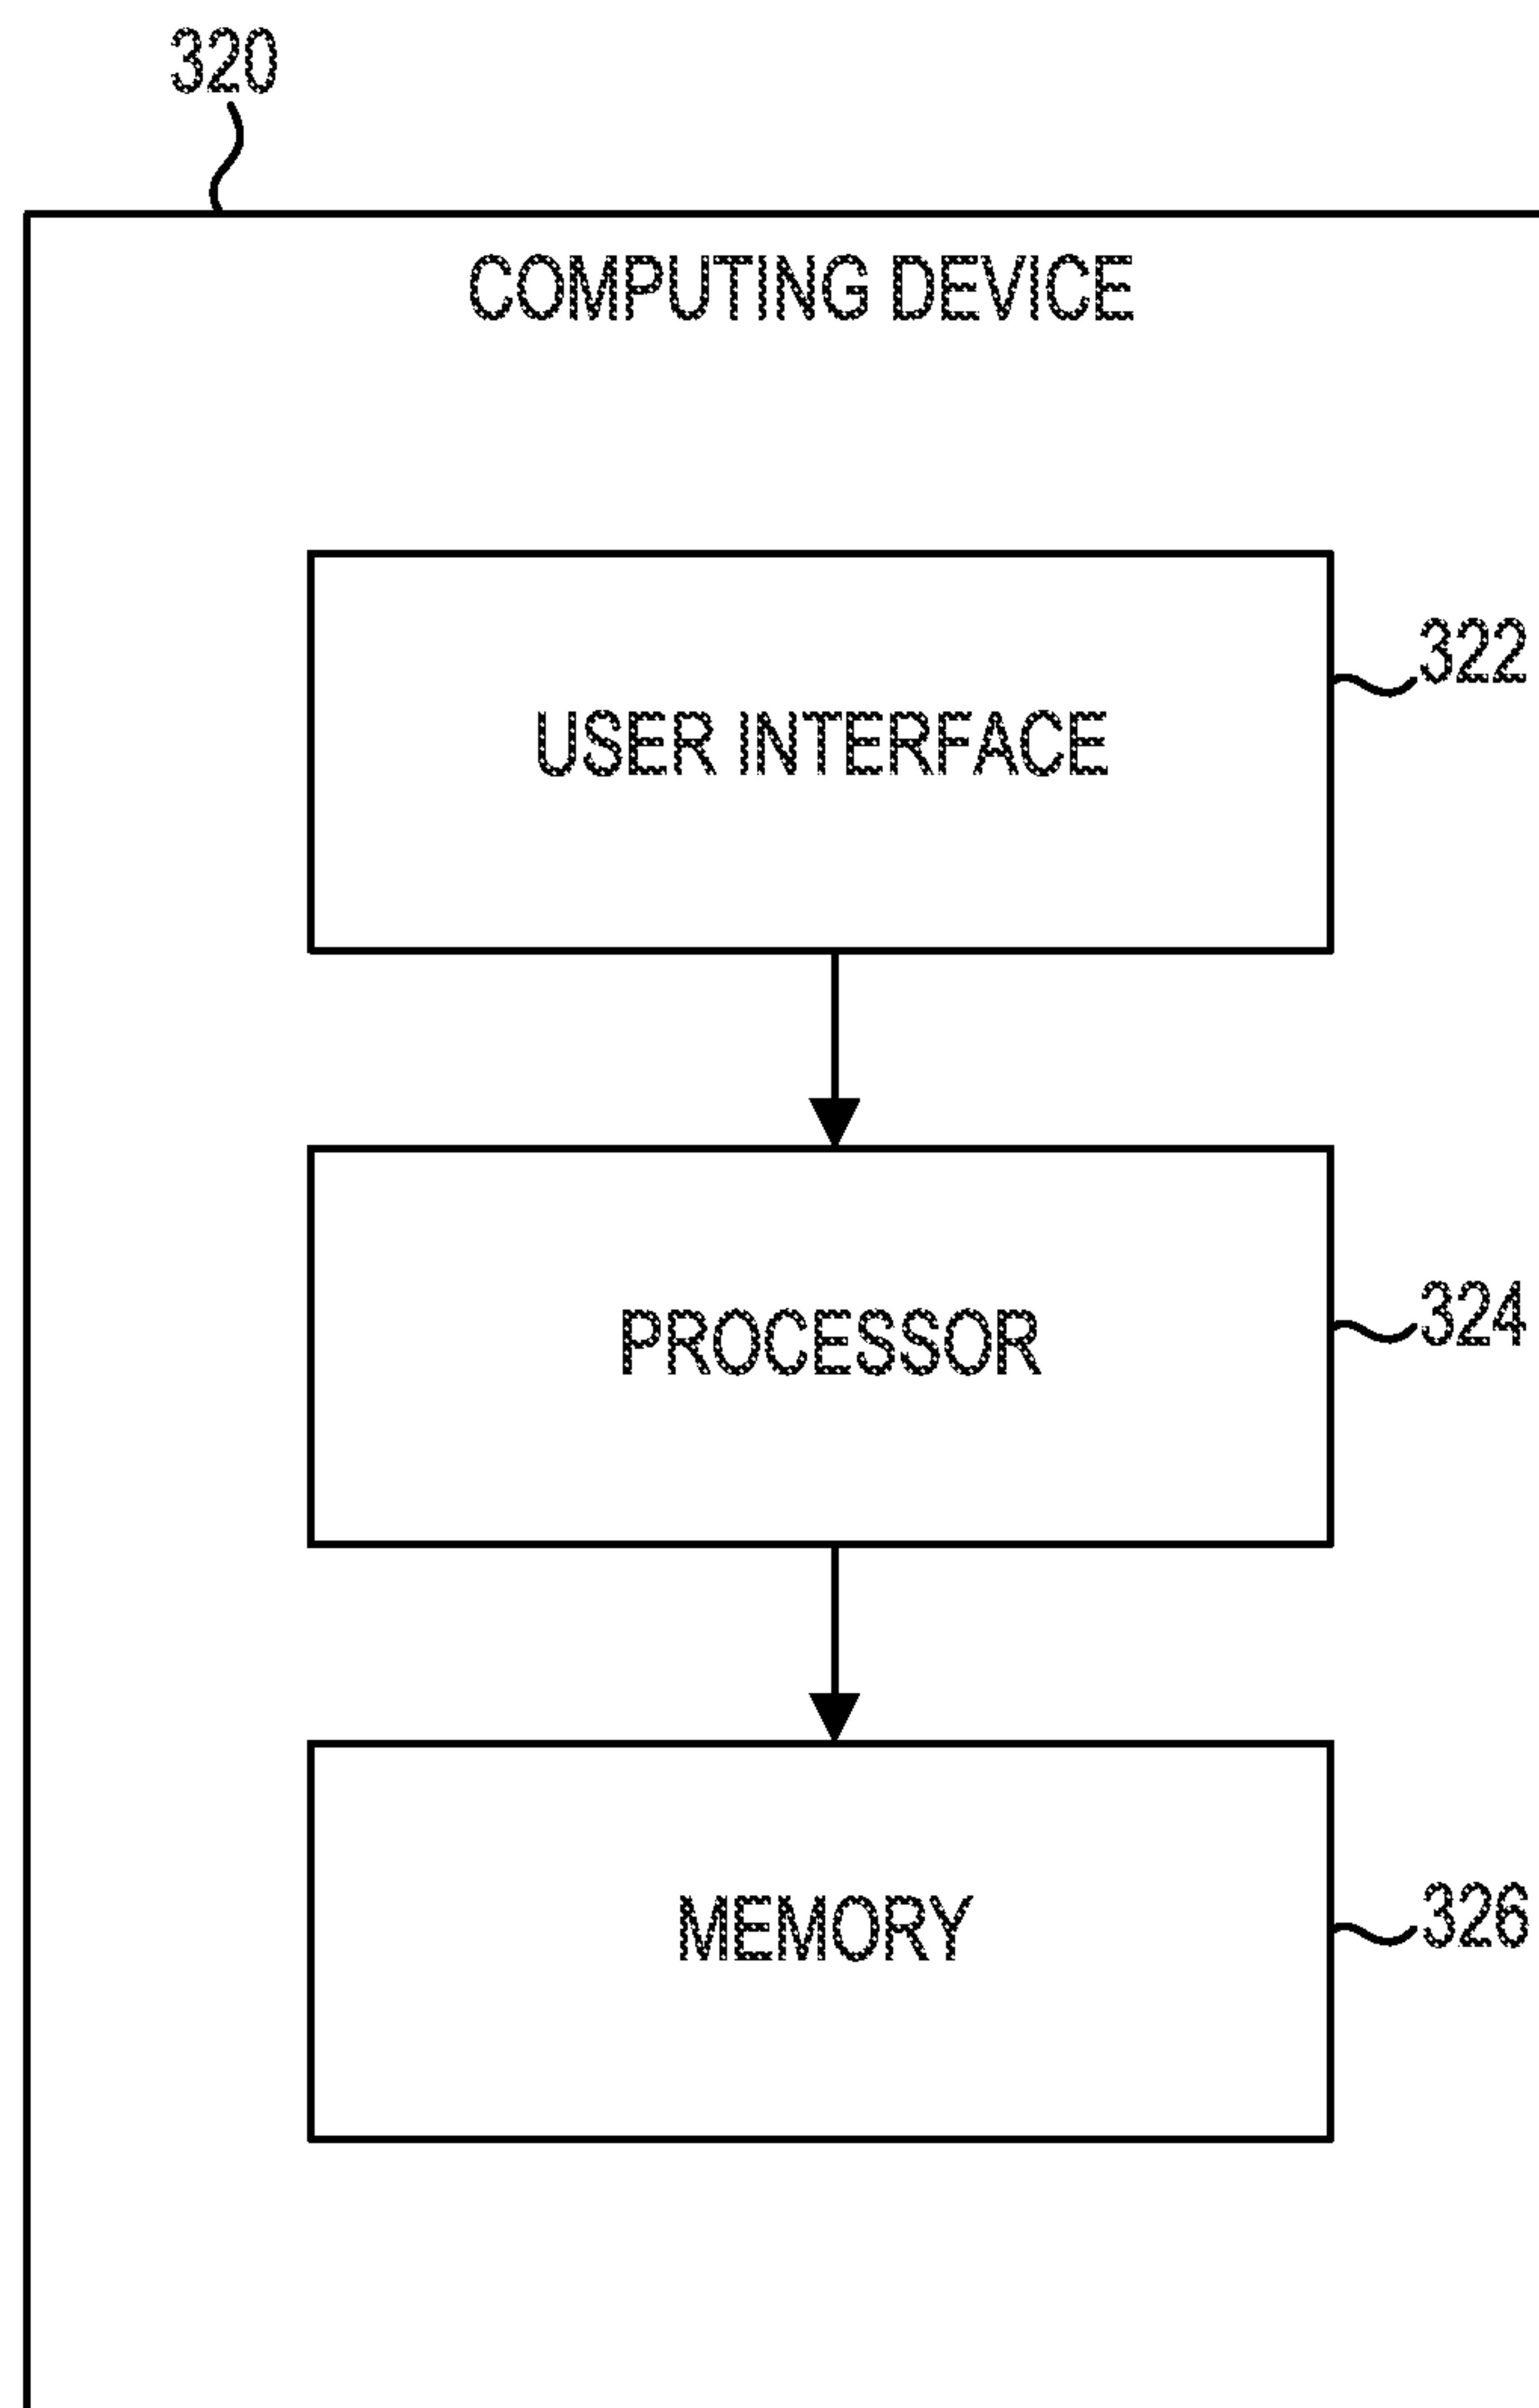 320
COMPUTING DEVICE
322
USER INTERFACE
324
PROCESSOR
326
MEMORY